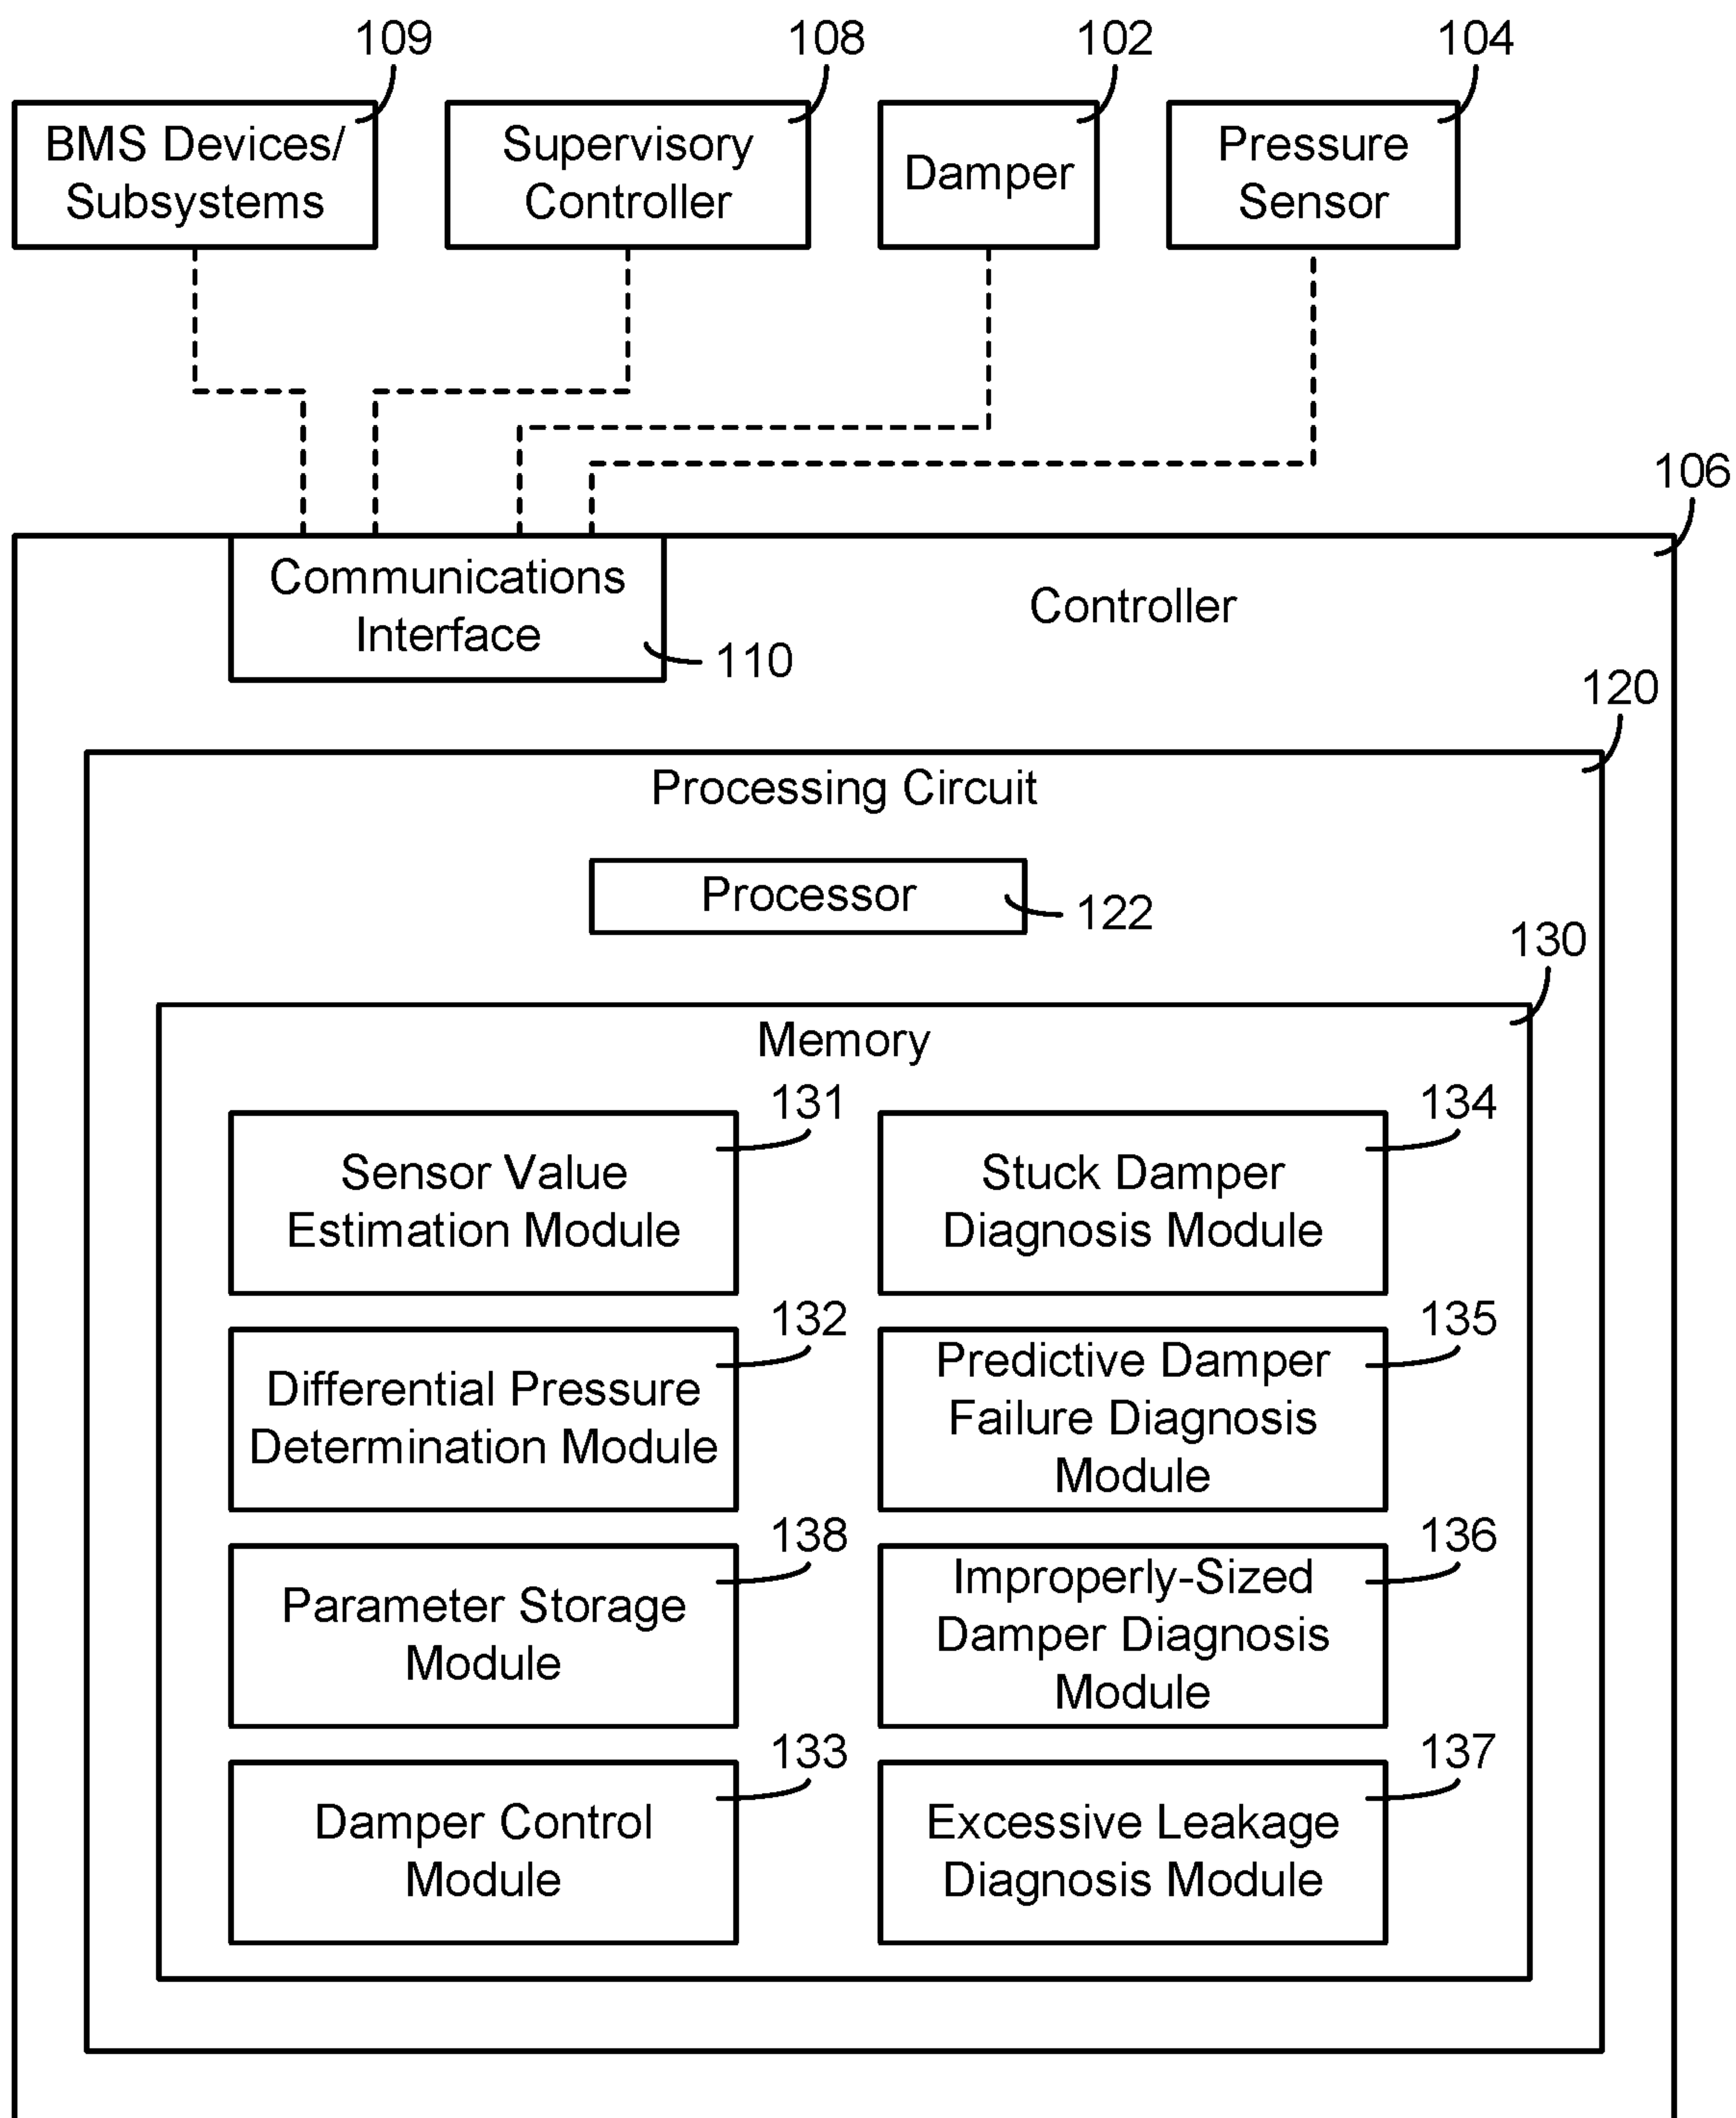 109
108
102
104
BMS Devices/
Subsystems
Supervisory
Controller
Damper
Pressure
Sensor
106
Communications
Interface
110
Controller
120
Processing Circuit
Processor
122
130
Memory
131
Sensor Value
Estimation Module
134
Stuck Damper
Diagnosis Module
132
Differential Pressure
Determination Module
135
Predictive Damper
Failure Diagnosis
Module
138
Parameter Storage
Module
136
Improperly-Sized
Damper Diagnosis
Module
133
Damper Control
Module
137
Excessive Leakage
Diagnosis Module